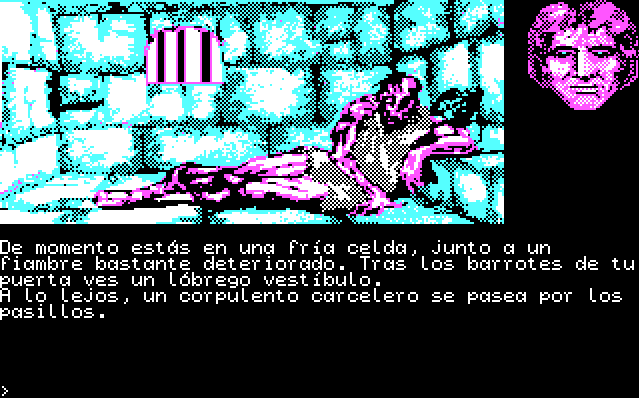 De momento estás en una fría celda, junto a un
fiambre bastante deteriorado. Tras los barrotes de tu
puerta ves un lóbrego vestíbulo.
A lo lejos, un corpulento carcelero se pasea por los
pasillos.
>